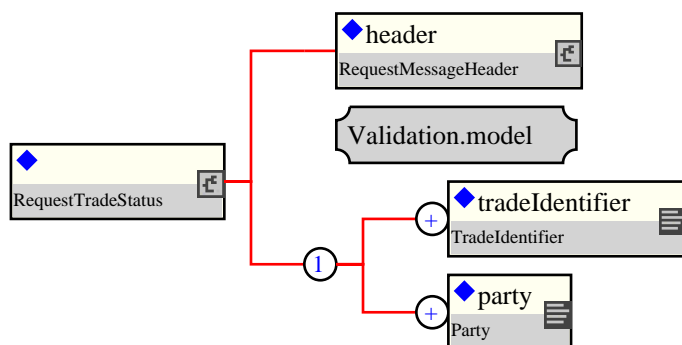 header
RequestMessageHeader
Validation.model
RequestTradeStatus
tradeIdentifier
+
TradeIdentifier
1
party
+
Party